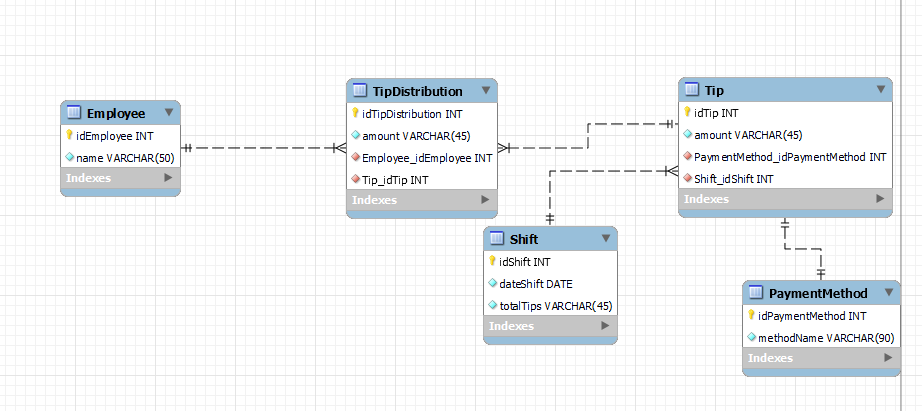 Employee
idEmployee INT
name VARCHAR(50)
Indexes
TipDistribution
idTipDistribution INT
amount VARCHAR(45)
Employee_idEmployee INT
Tip_idTip INT
Indexes
Tip
idTip INT
amount VARCHAR(45)
PaymentMethod_idPaymentMethod INT
Shift_idShift INT
Indexes
Shift
idShift INT
dateShift DATE
totalTips VARCHAR(45)
Indexes
PaymentMethod
idPaymentMethod INT
methodName VARCHAR(90)
Indexes